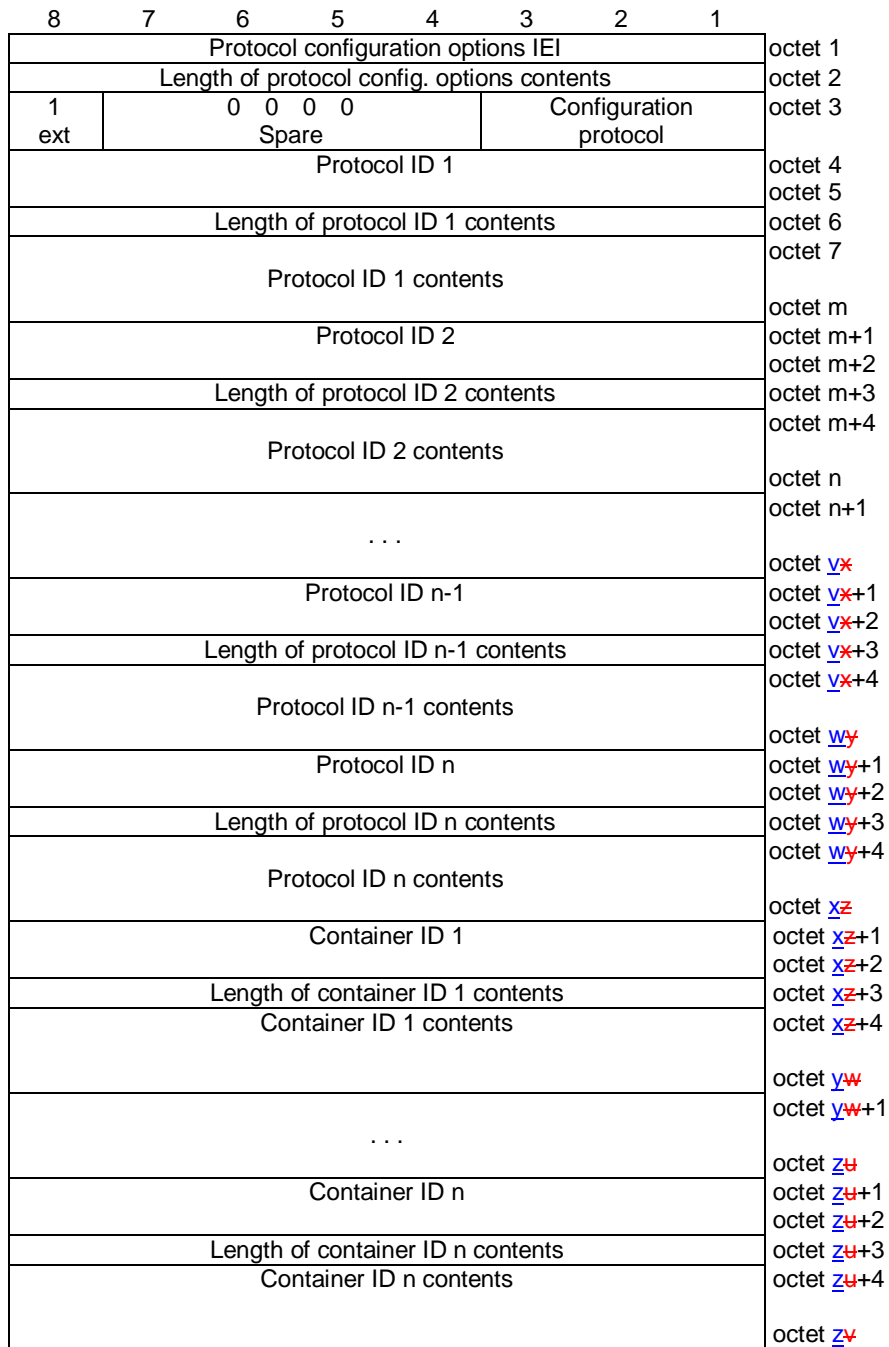 8 7 6 5 4 3 2 1
Protocol configuration options IEI octet 1
Length of protocol config. options contents octet 2
1 0 0 0 0 Configuration octet 3
ext Spare protocol
Protocol ID 1 octet 4
octet 5
Length of protocol ID 1 contents octet 6
octet 7
Protocol ID 1 contents
octet m
Protocol ID 2 octet m+1
octet m+2
Length of protocol ID 2 contents octet m+3
octet m+4
Protocol ID 2 contents
octet n
octet n+1
. . .
octet vx
Protocol ID n-1 octet vx+1
octet vx+2
Length of protocol ID n-1 contents octet vx+3
octet vx+4
Protocol ID n-1 contents
octet wy
Protocol ID n octet wy+1
octet wy+2
Length of protocol ID n contents octet wy+3
octet wy+4
Protocol ID n contents
octet xz
Container ID 1 octet xz+1
octet xz+2
Length of container ID 1 contents octet xz+3
Container ID 1 contents octet xz+4
octet yw
octet yw+1
. . .
octet zu
Container ID n octet zu+1
octet zu+2
Length of container ID n contents octet zu+3
Container ID n contents octet zu+4
octet zv